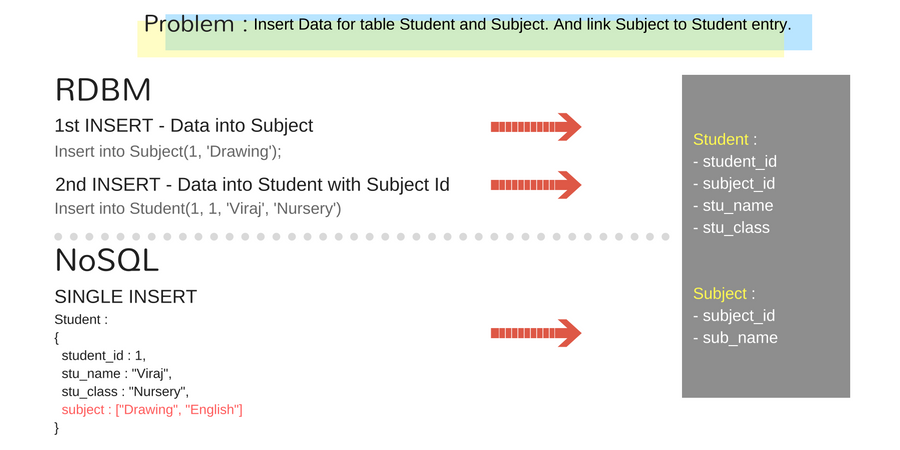 Problem : Insert Data for table Student and Subject. And link Subject to Student entry.
RDBM
1st INSERT - Data into Subject
Insert into Subject(1, 'Drawing');
2nd INSERT - Data into Student with Subject Id
Insert into Student(1, 1, 'Viraj', 'Nursery')
NoSQL
SINGLE INSERT
Student :
{
student_id : 1,
stu_name : "Viraj",
stu_class : "Nursery",
subject : ["Drawing", "English"]
}
Student :
- student_id
- subject_id
- stu_name
- stu_class
Subject :
- subject_id
- sub_name